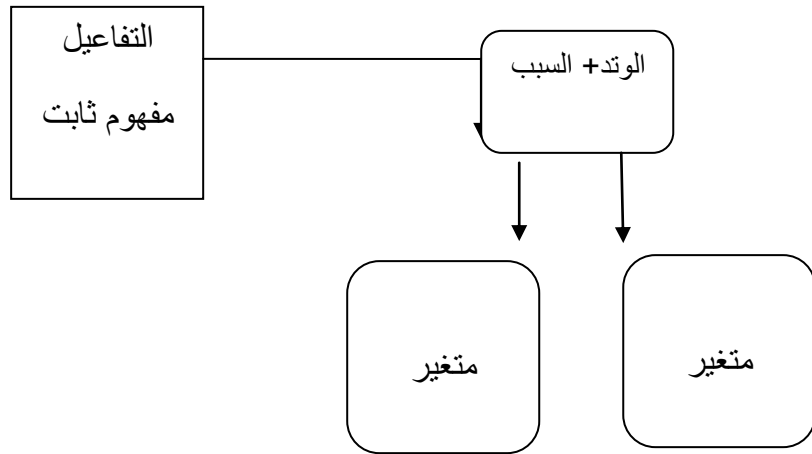 التفاعيل
مفهوم ثابت
الوتد+ السبب
متغير
متغير